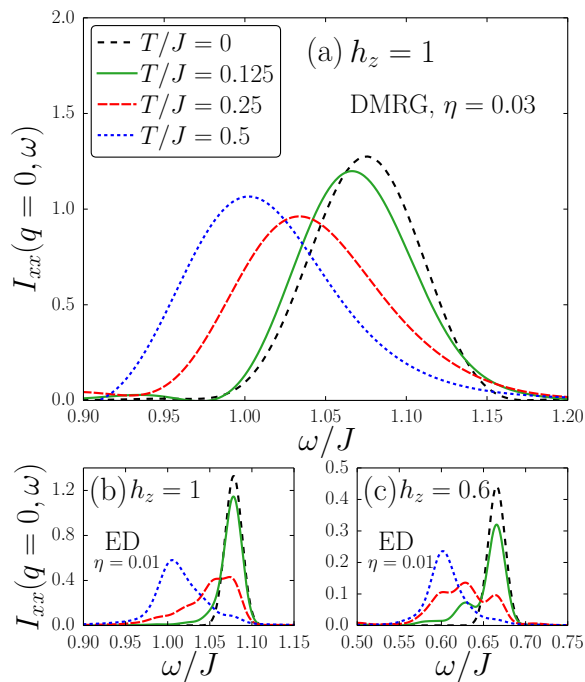 2.0
1.5
1.0
0.5
0.0
I_{xx}(q = 0, ω)
T/J = 0
T/J = 0.125
T/J = 0.25
T/J = 0.5
(a) h_z = 1
DMRG, η = 0.03
0.90 0.95 1.00 1.05 1.10 1.15 1.20
ω/J
I_{xx}(q = 0, ω)
1.2
0.8
0.4
0.0
(b) h_z = 1
ED
η = 0.01
0.90 0.95 1.00 1.05 1.10 1.15
ω/J
0.5
0.4
0.3
0.2
0.1
0.0
(c) h_z = 0.6
ED
η = 0.01
0.50 0.55 0.60 0.65 0.70 0.75
ω/J